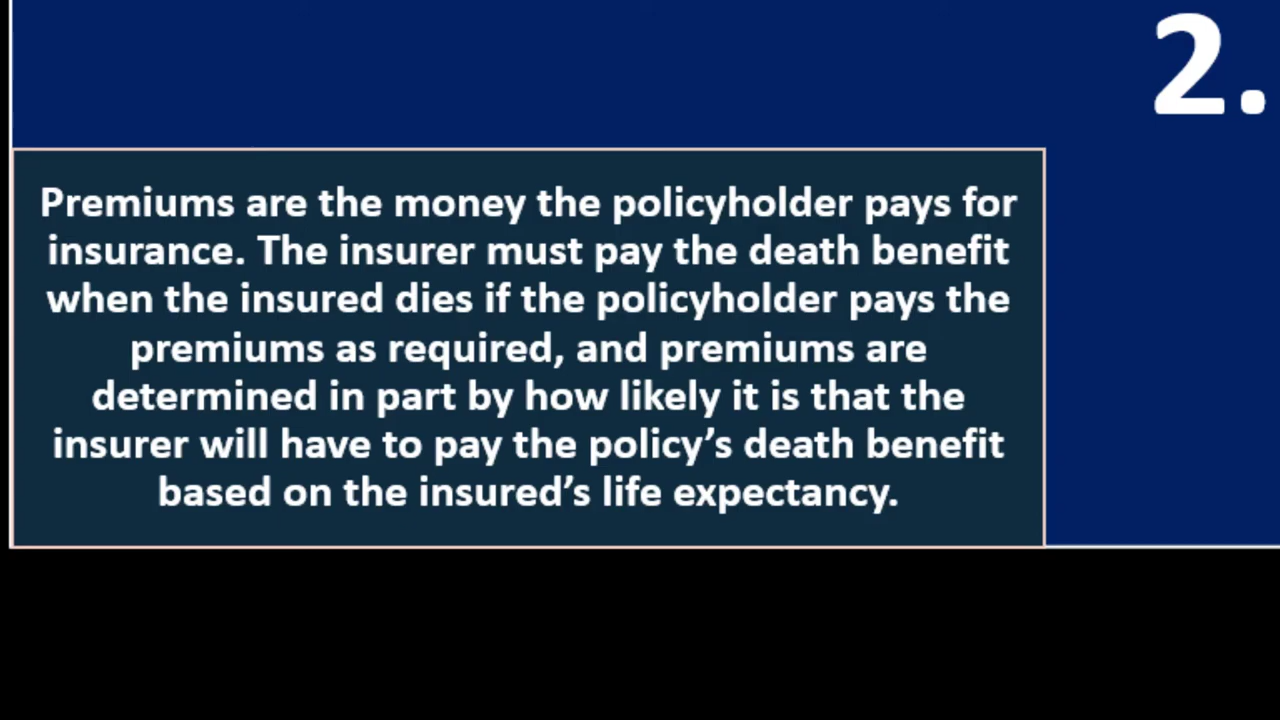 2.
Premiums are the money the policyholder pays for
insurance. The insurer must pay the death benefit
when the insured dies if the policyholder pays the
premiums as required, and premiums are
determined in part by how likely it is that the
insurer will have to pay the policy’s death benefit
based on the insured’s life expectancy.